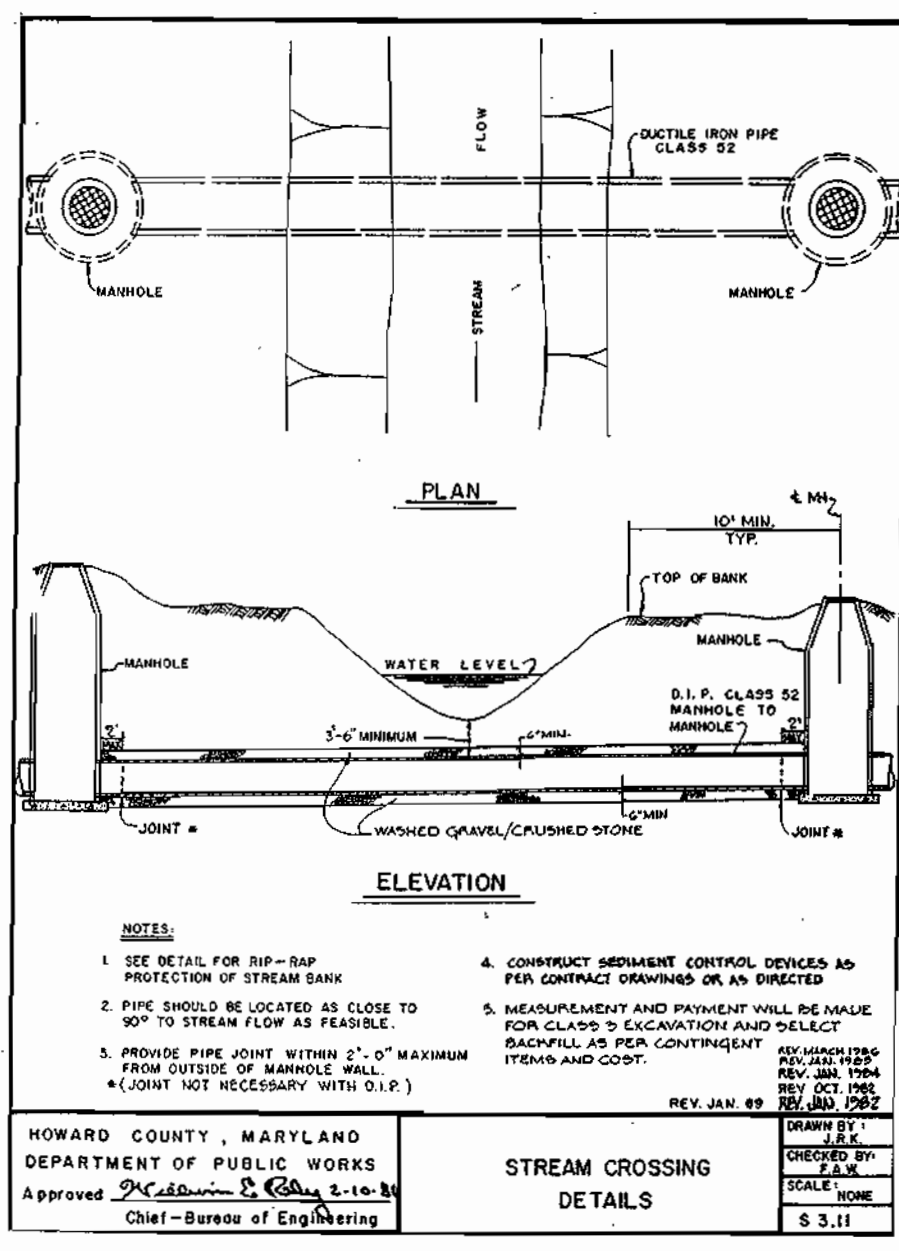 DUCTILE IRON PIPE
CLASS 52
FLOW
STREAM
MANHOLE
MANHOLE
PLAN
℄ MH
10' MIN.
TYP.
TOP OF BANK
MANHOLE
MANHOLE
WATER LEVEL
D.I.P. CLASS 52
MANHOLE TO
MANHOLE
2'
MAX
2'
3'-6" MINIMUM
6" MIN.
6" MIN
JOINT *
WASHED GRAVEL/CRUSHED STONE
JOINT *
ELEVATION
NOTES:
1. SEE DETAIL FOR RIP-RAP
PROTECTION OF STREAM BANK
2. PIPE SHOULD BE LOCATED AS CLOSE TO
90° TO STREAM FLOW AS FEASIBLE.
3. PROVIDE PIPE JOINT WITHIN 2'-0" MAXIMUM
FROM OUTSIDE OF MANHOLE WALL.
*(JOINT NOT NECESSARY WITH D.I.P.)
4. CONSTRUCT SEDIMENT CONTROL DEVICES AS
PER CONTRACT DRAWINGS OR AS DIRECTED
5. MEASUREMENT AND PAYMENT WILL BE MADE
FOR CLASS 3 EXCAVATION AND SELECT
BACKFILL AS PER CONTINGENT
ITEMS AND COST.
REV. MARCH 1986
REV. JAN. 1985
REV. JAN. 1984
REV OCT. 1982
REV. JAN. 89 REV. JAN. 1982
HOWARD COUNTY, MARYLAND
DEPARTMENT OF PUBLIC WORKS
Approved 2-10-
Chief-Bureau of Engineering
STREAM CROSSING
DETAILS
DRAWN BY:
J.R.K.
CHECKED BY:
F.A.W.
SCALE:
NONE
S 3.11